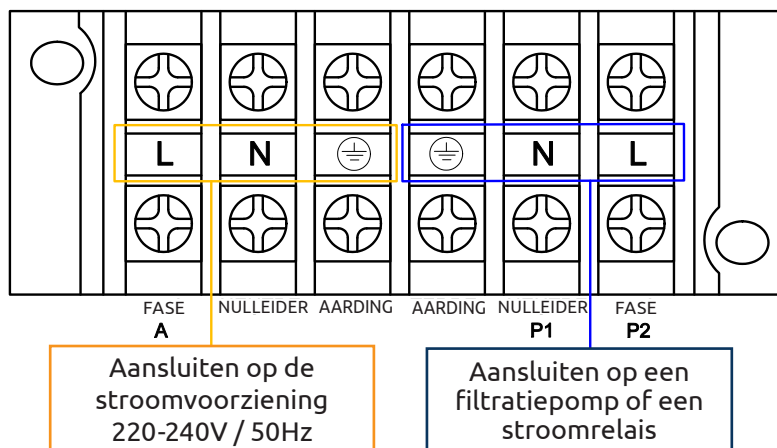 L N N L
FASE NULLEIDER AARDING AARDING NULLEIDER FASE
A P1 P2
Aansluiten op de
stroomvoorziening
220-240V / 50Hz
Aansluiten op een
filtratiepomp of een
stroomrelais